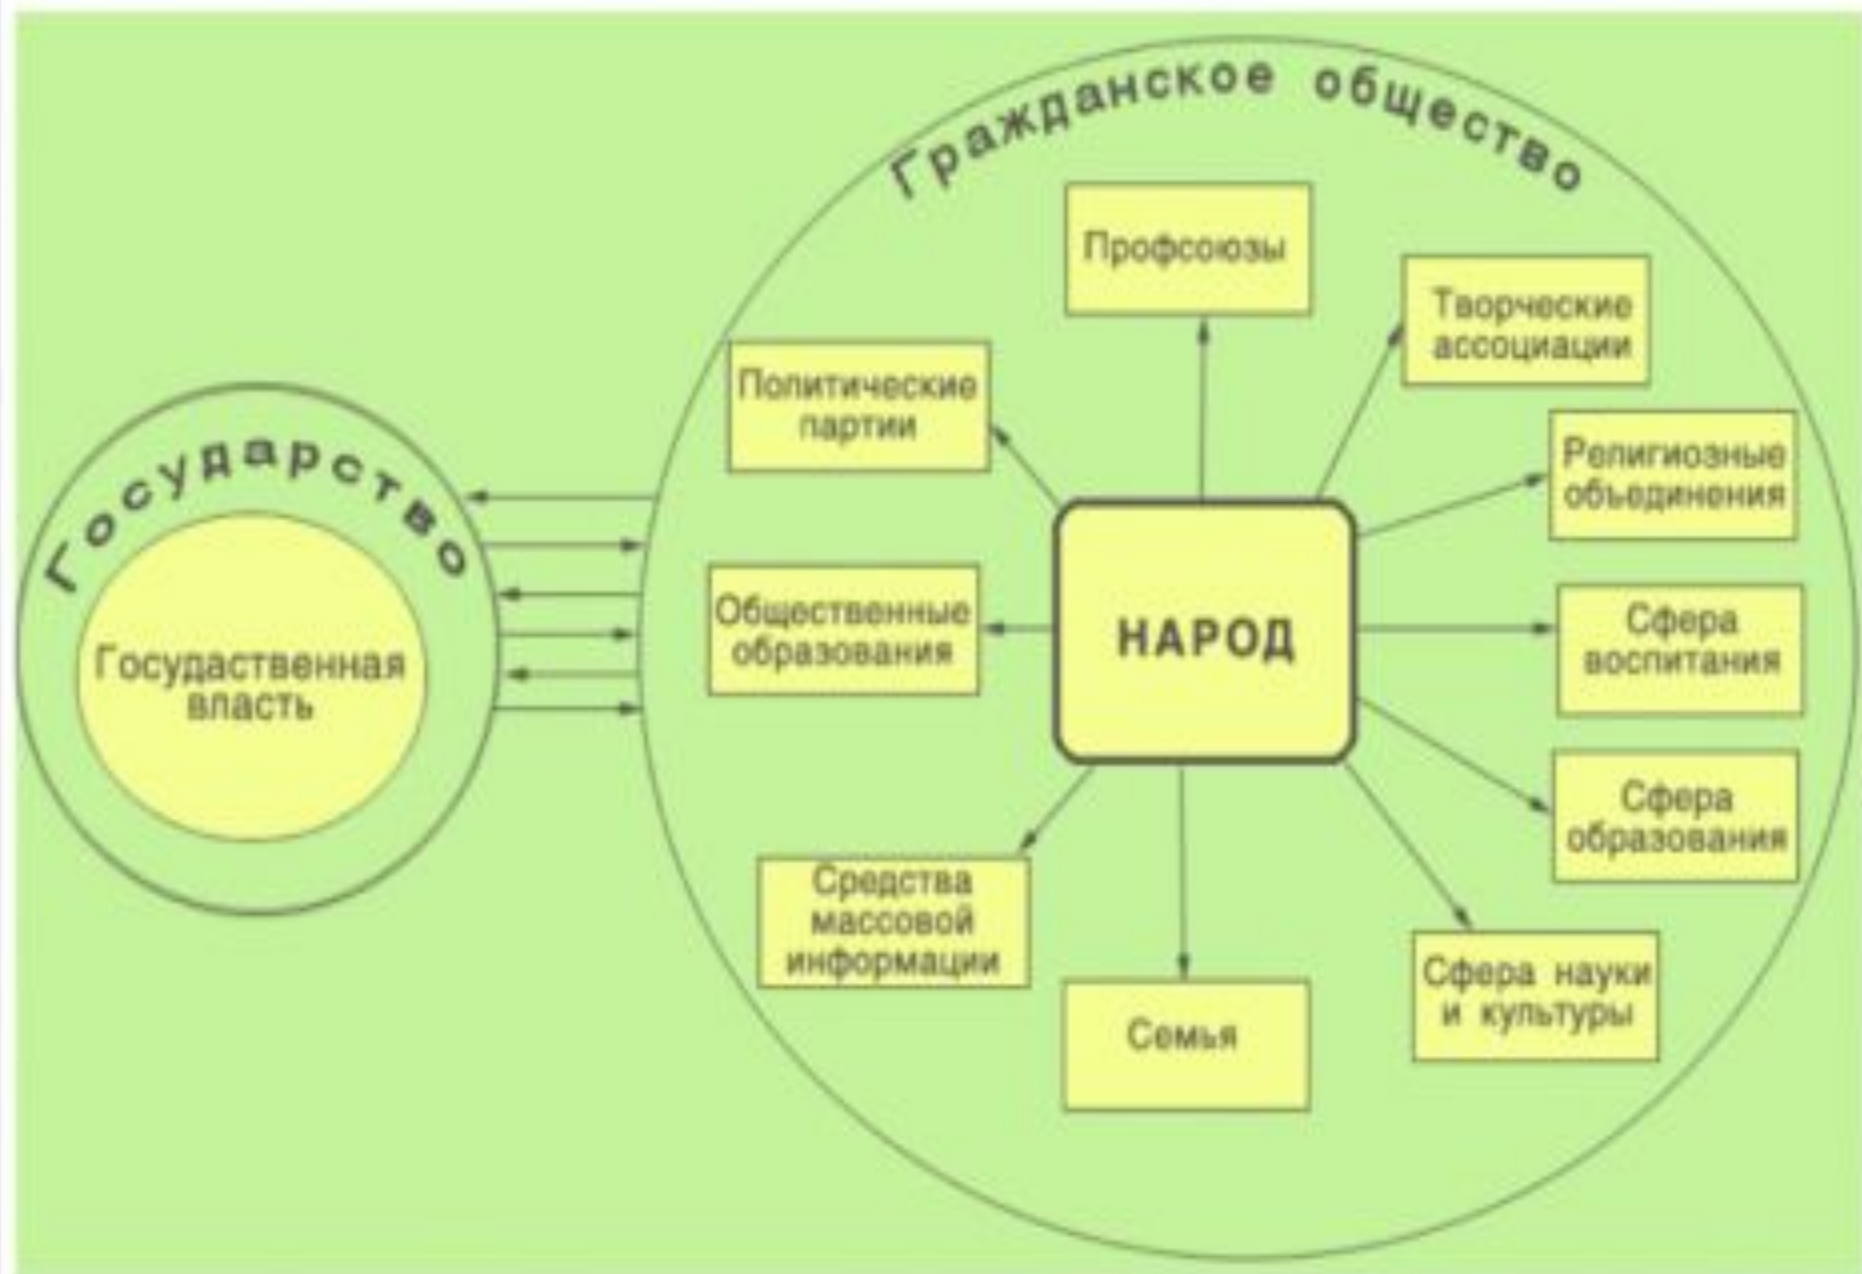 Гражданское общество
Профсоюзы
Творческие
ассоциации
Политические
партии
Религиозные
объединения
Государство
Госудаственная
власть
Общественные
образования
НАРОД
Сфера
воспитания
Сфера
образования
Средства
массовой
информации
Семья
Сфера науки
и культуры